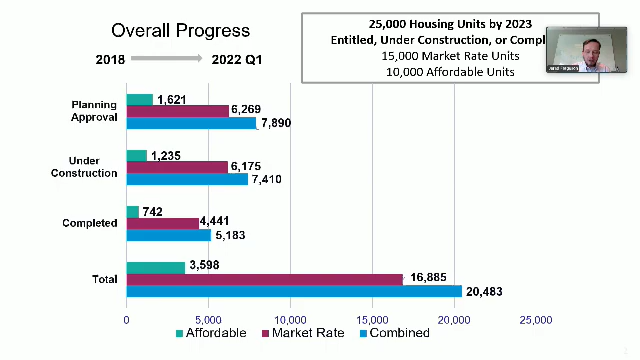 Overall Progress
2018 2022 Q1
25,000 Housing Units by 2023
Entitled, Under Construction, or
15,000 Market Rate Units
10,000 Affordable Units
Planning
Approval
1,621
6,269
7,890
Under
Construction
1,235
6,175
7,410
Completed
742
4,441
5,183
Total
3,598
16,885
20,483
0 5,000 10,000 15,000 20,000 25,000
Affordable Market Rate Combined